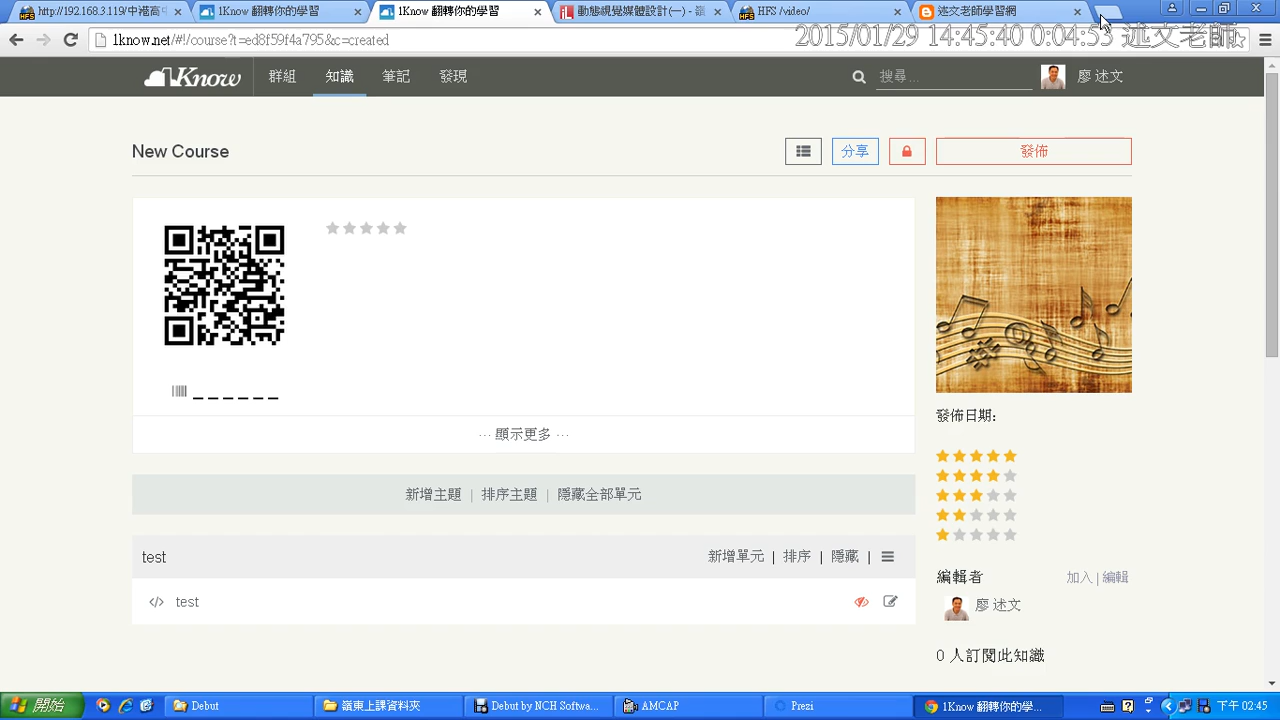 http://192.168.3.119/中福高中
1Know 翻轉你的學習
1Know 翻轉你的學習
動態視覺媒體設計(一) - 嶺
HFS /video/
述文老師學習網
1know.net/#!/course?t=ed8f59f4a795&c=created
2015/01/29 14:45:40 0:04:53 述文老師
1Know
群組
知識
筆記
發現
搜尋...
廖 述文
New Course
分享
發佈
發佈日期:
... 顯示更多 ...
新增主題 | 排序主題 | 隱藏全部單元
test
新增單元 | 排序 | 隱藏 |
test
編輯者
加入 | 編輯
廖 述文
0 人訂閱此知識
開始
Debut
嶺東上課資料夾
Debut by NCH Softwa...
AMCAP
Prezi
1Know 翻轉你的學...
下午 02:45